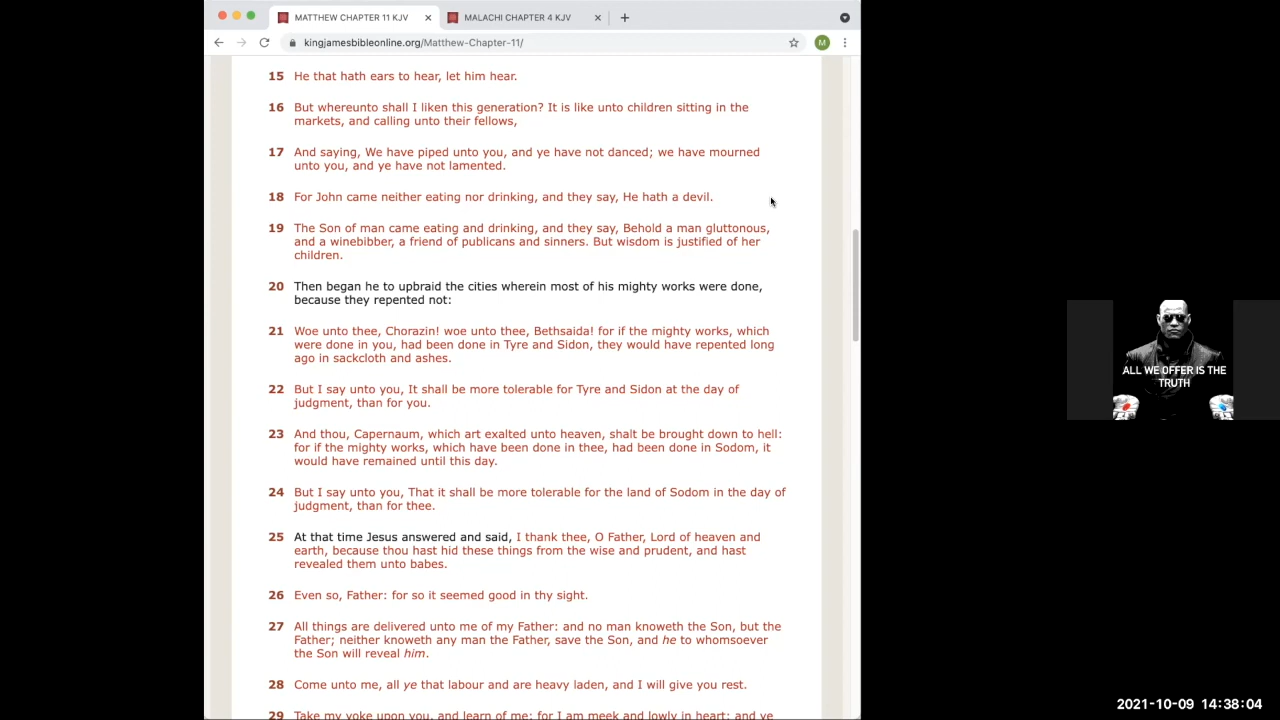 MATTHEW CHAPTER 11 KJV
MALACHI CHAPTER 4 KJV
kingjamesbibleonline.org/Matthew-Chapter-11/
M
15 He that hath ears to hear, let him hear.
16 But whereunto shall I liken this generation? It is like unto children sitting in the
markets, and calling unto their fellows,
17 And saying, We have piped unto you, and ye have not danced; we have mourned
unto you, and ye have not lamented.
18 For John came neither eating nor drinking, and they say, He hath a devil.
19 The Son of man came eating and drinking, and they say, Behold a man gluttonous,
and a winebibber, a friend of publicans and sinners. But wisdom is justified of her
children.
20 Then began he to upbraid the cities wherein most of his mighty works were done,
because they repented not:
21 Woe unto thee, Chorazin! woe unto thee, Bethsaida! for if the mighty works, which
were done in you, had been done in Tyre and Sidon, they would have repented long
ago in sackcloth and ashes.
22 But I say unto you, It shall be more tolerable for Tyre and Sidon at the day of
judgment, than for you.
23 And thou, Capernaum, which art exalted unto heaven, shalt be brought down to hell:
for if the mighty works, which have been done in thee, had been done in Sodom, it
would have remained until this day.
24 But I say unto you, That it shall be more tolerable for the land of Sodom in the day of
judgment, than for thee.
25 At that time Jesus answered and said, I thank thee, O Father, Lord of heaven and
earth, because thou hast hid these things from the wise and prudent, and hast
revealed them unto babes.
26 Even so, Father: for so it seemed good in thy sight.
27 All things are delivered unto me of my Father: and no man knoweth the Son, but the
Father; neither knoweth any man the Father, save the Son, and he to whomsoever
the Son will reveal him.
28 Come unto me, all ye that labour and are heavy laden, and I will give you rest.
29 Take my yoke upon you, and learn of me; for I am meek and lowly in heart: and ye
ALL WE OFFER IS THE
TRUTH
2021-10-09 14:38:04